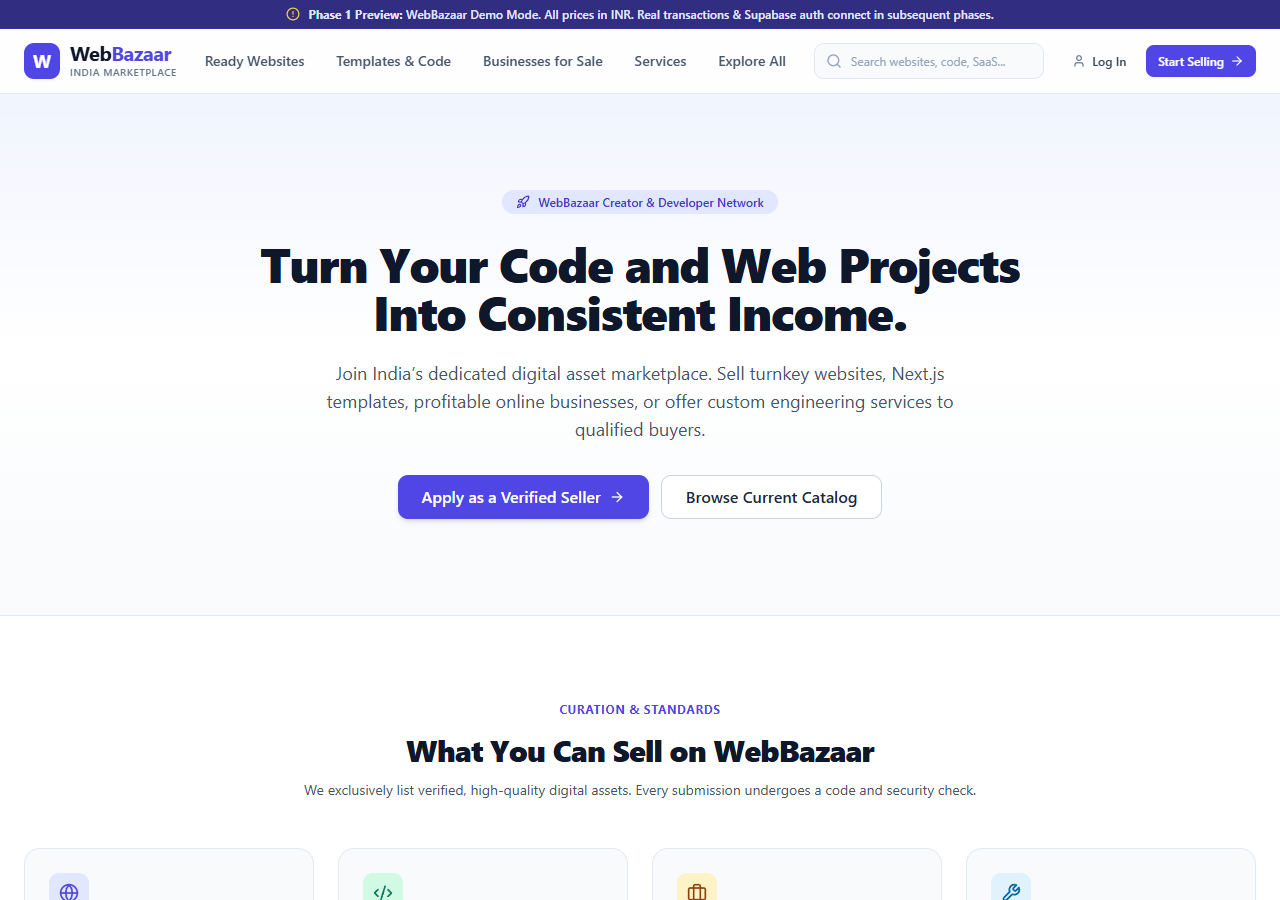 Phase 1 Preview: WebBazaar Demo Mode. All prices in INR. Real transactions & Supabase auth connect in subsequent phases.
W
WebBazaar
INDIA MARKETPLACE
Ready Websites
Templates & Code
Businesses for Sale
Services
Explore All
Search websites, code, SaaS...
Log In
Start Selling
WebBazaar Creator & Developer Network
Turn Your Code and Web Projects
Into Consistent Income.
Join India's dedicated digital asset marketplace. Sell turnkey websites, Next.js
templates, profitable online businesses, or offer custom engineering services to
qualified buyers.
Apply as a Verified Seller
Browse Current Catalog
CURATION & STANDARDS
What You Can Sell on WebBazaar
We exclusively list verified, high-quality digital assets. Every submission undergoes a code and security check.